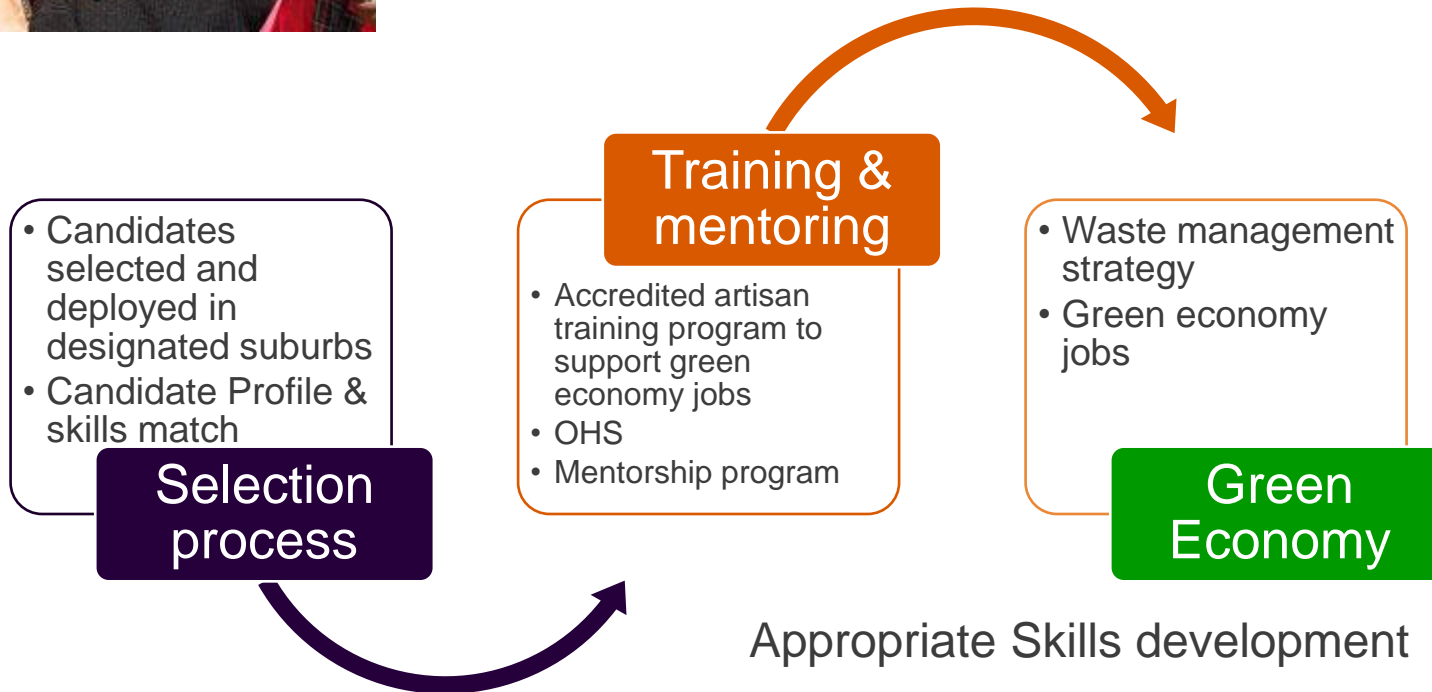 • Candidates
selected and
deployed in
designated suburbs
• Candidate Profile &
skills match
Selection
process
Training &
mentoring
• Accredited artisan
training program to
support green
economy jobs
• OHS
• Mentorship program
• Waste management
strategy
• Green economy
jobs
Green
Economy
Appropriate Skills development